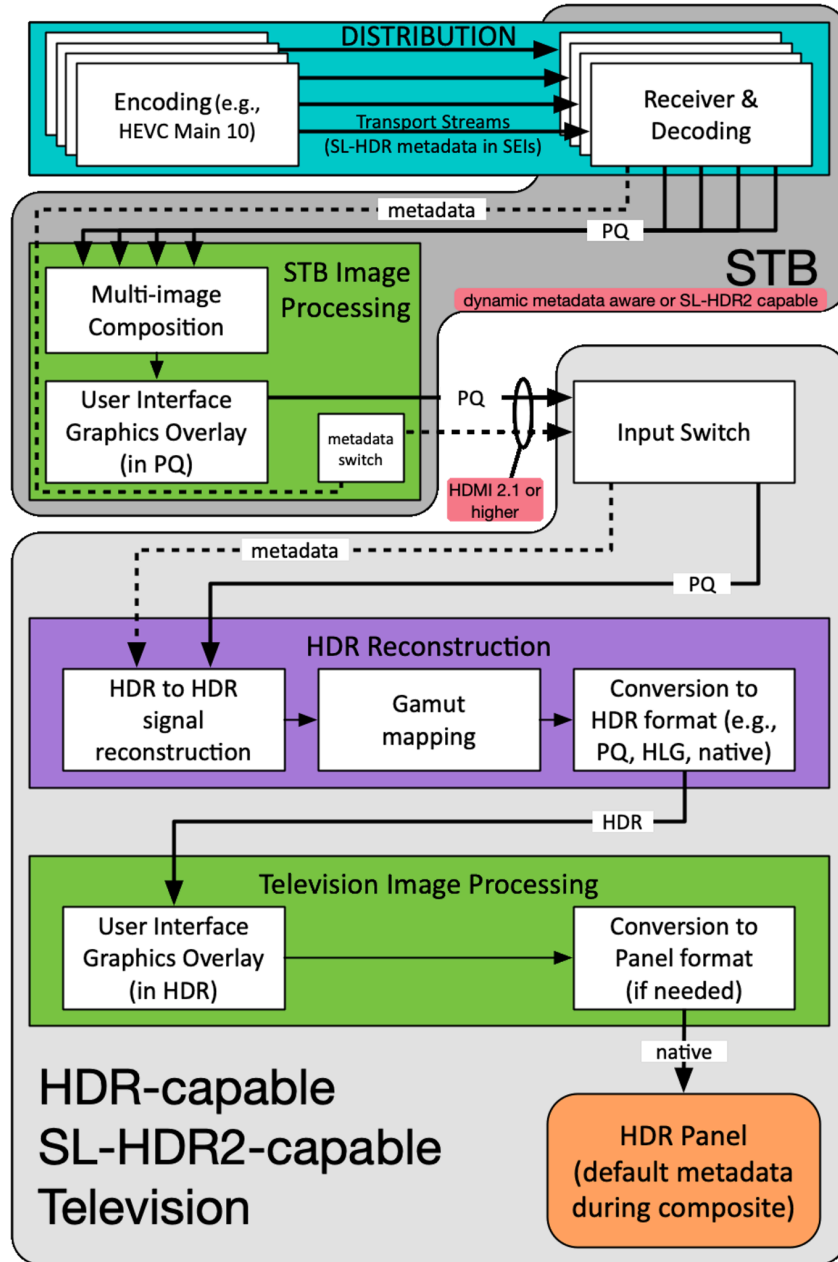 DISTRIBUTION
Encoding (e.g.,
HEVC Main 10)
Transport Streams
(SL-HDR metadata in SEIs)
Receiver &
Decoding
metadata
PQ
STB
dynamic metadata aware or SL-HDR2 capable
STB Image
Processing
Multi-image
Composition
User Interface
Graphics Overlay
(in PQ)
metadata
switch
PQ
HDMI 2.1 or
higher
Input Switch
metadata
PQ
HDR Reconstruction
HDR to HDR
signal
reconstruction
Gamut
mapping
Conversion to
HDR format (e.g.,
PQ, HLG, native)
HDR
Television Image Processing
User Interface
Graphics Overlay
(in HDR)
Conversion to
Panel format
(if needed)
native
HDR-capable
SL-HDR2-capable
Television
HDR Panel
(default metadata
during composite)